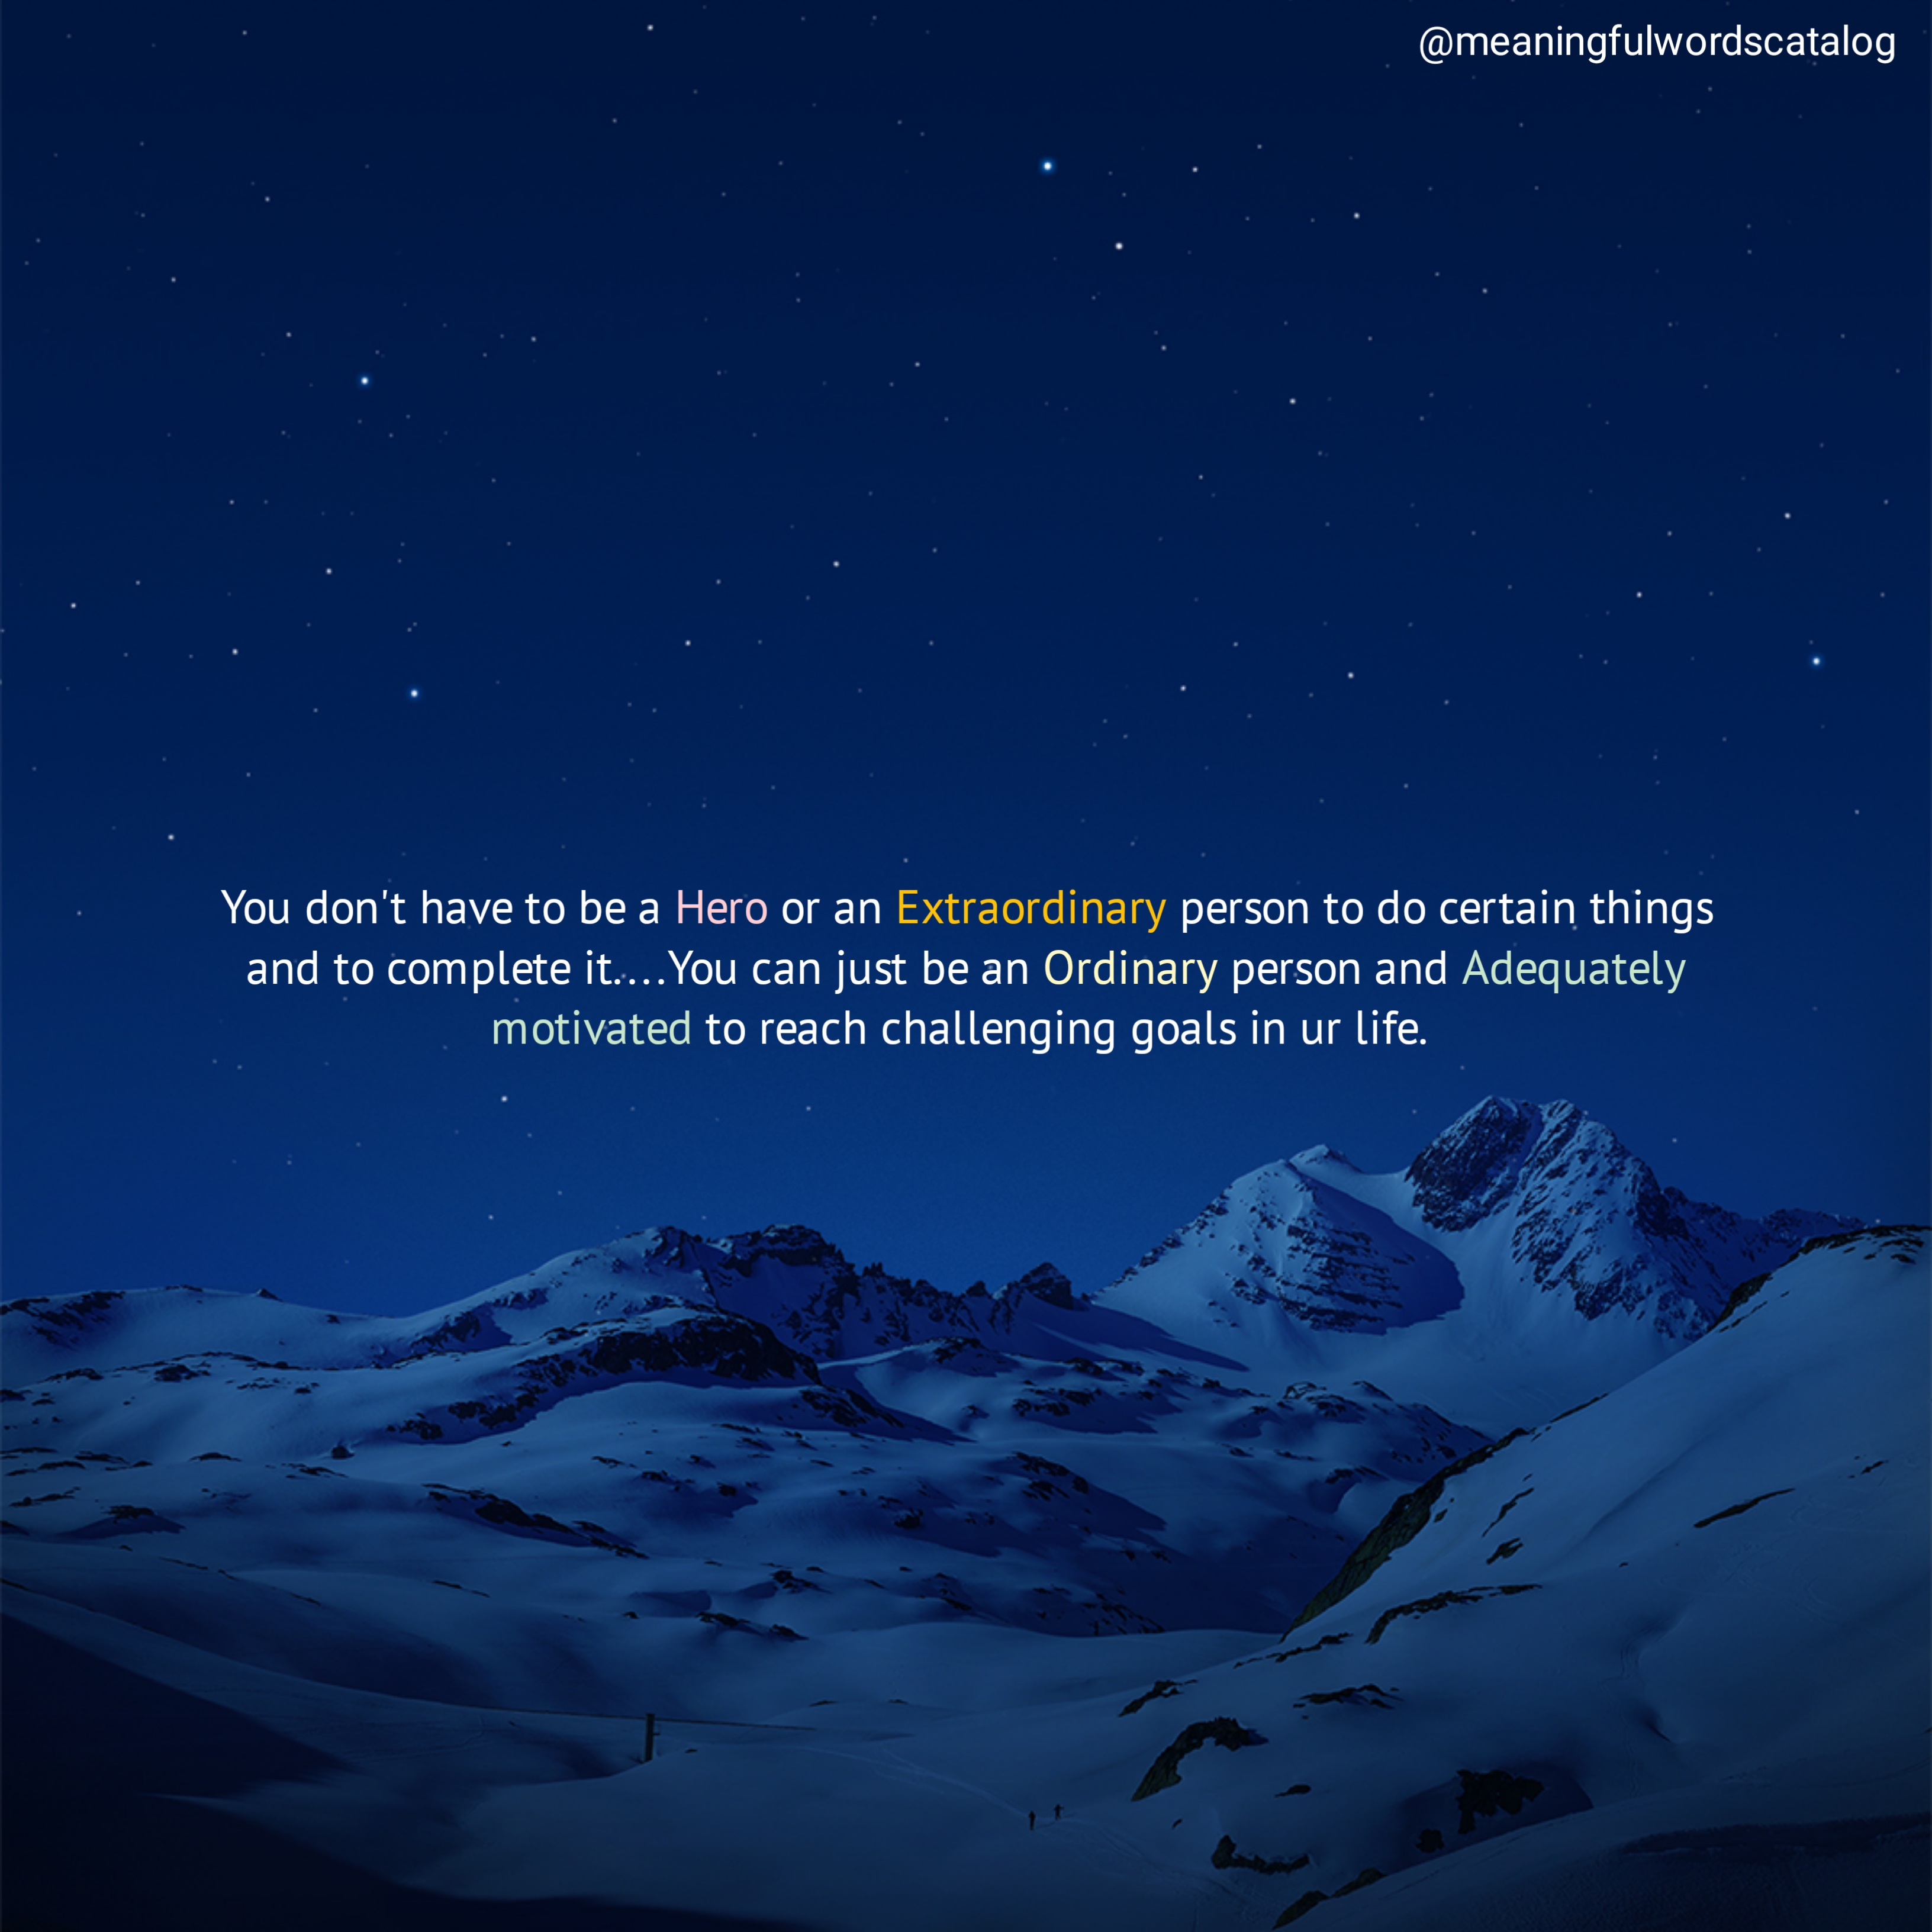 @meaningfulwordscatalog
You don't have to be a Hero or an Extraordinary person to do certain things
and to complete it....You can just be an Ordinary person and Adequately
motivated to reach challenging goals in ur life.